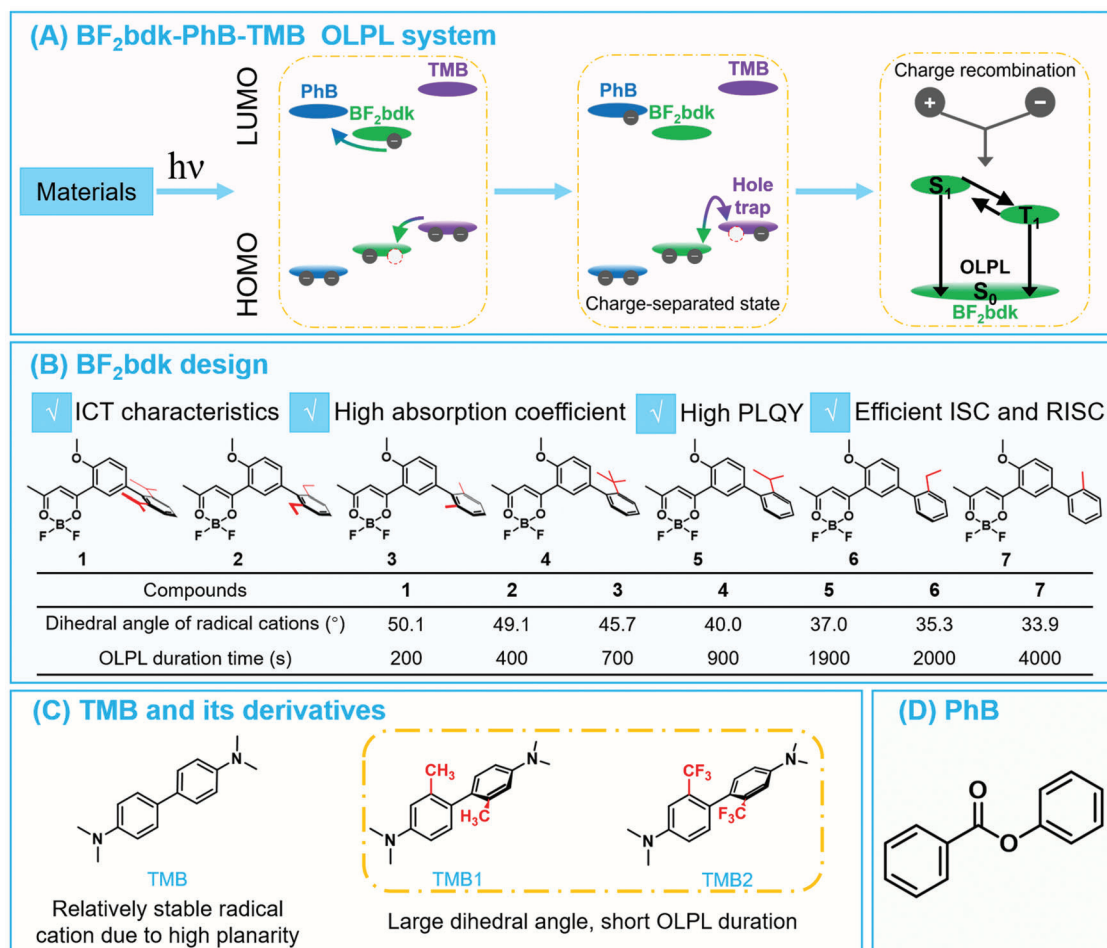 (A) BF₂bdk-PhB-TMB OLPL system
LUMO
HOMO
Materials
hν
TMB
PhB
BF₂bdk
TMB
PhB
BF₂bdk
Hole
trap
Charge-separated state
Charge recombination
+
−
S₁
T₁
OLPL
S₀
BF₂bdk
(B) BF₂bdk design
√ ICT characteristics √ High absorption coefficient √ High PLQY √ Efficient ISC and RISC
O O O O O O O
O O O O O O O O O O O O O O
B B B B B B B
F F F F F F F F F F F F F F
1 2 3 4 5 6 7
Compounds 1 2 3 4 5 6 7
Dihedral angle of radical cations (°) 50.1 49.1 45.7 40.0 37.0 35.3 33.9
OLPL duration time (s) 200 400 700 900 1900 2000 4000
(C) TMB and its derivatives
N
N
TMB
Relatively stable radical
cation due to high planarity
CH₃
N
H₃C
N
TMB1
CF₃
N
F₃C
N
TMB2
Large dihedral angle, short OLPL duration
(D) PhB
O
O